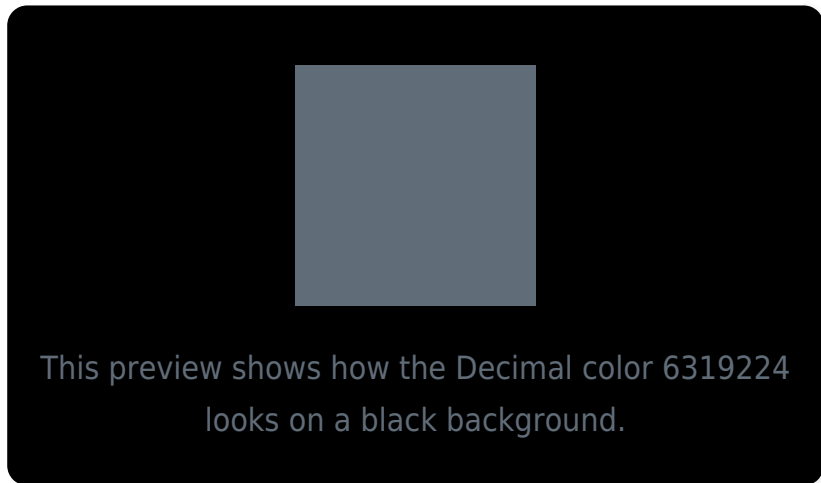 This preview shows how the Decimal color 6319224
looks on a black background.